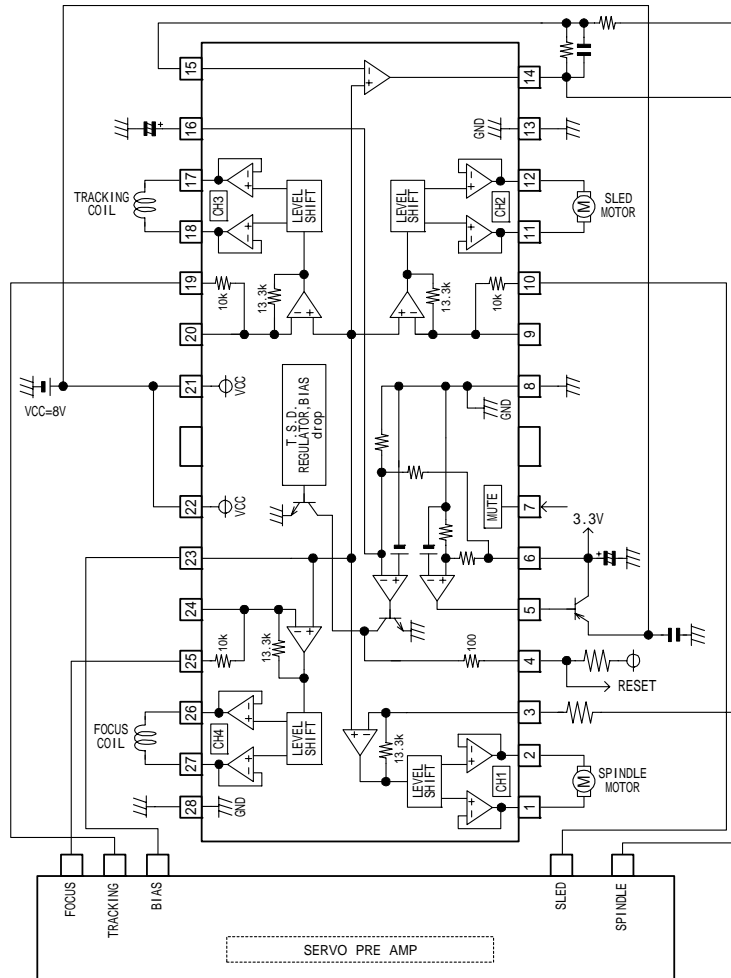 15
14
16
GND
13
17
CH3
LEVEL
SHIFT
LEVEL
SHIFT
CH2
12
TRACKING
COIL
18
11
M
SLED
MOTOR
19
10k
13.3k
13.3k
10k
10
20
9
VCC=8V
21
VCC
T.S.D.
REGULATOR,BIAS
drop
GND
8
22
VCC
MUTE
7
3.3V
23
6
24
5
25
10k
13.3k
100
4
RESET
26
CH4
LEVEL
SHIFT
13.3k
3
FOCUS
COIL
27
LEVEL
SHIFT
CH1
2
M
SPINDLE
MOTOR
28
GND
1
FOCUS
TRACKING
BIAS
SLED
SPINDLE
SERVO PRE AMP